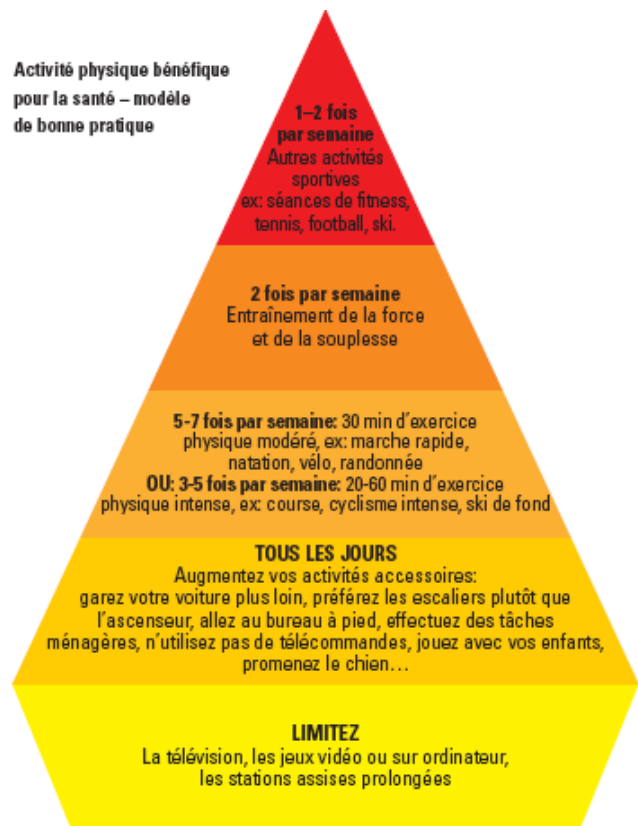 Activité physique bénéfique
pour la santé – modèle
de bonne pratique
1–2 fois
par semaine
Autres activités
sportives
ex: séances de fitness,
tennis, football, ski.
2 fois par semaine
Entraînement de la force
et de la souplesse
5-7 fois par semaine: 30 min d’exercice
physique modéré, ex: marche rapide,
natation, vélo, randonnée
OU: 3-5 fois par semaine: 20-60 min d’exercice
physique intense, ex: course, cyclisme intense, ski de fond
TOUS LES JOURS
Augmentez vos activités accessoires:
garez votre voiture plus loin, préférez les escaliers plutôt que
l’ascenseur, allez au bureau à pied, effectuez des tâches
ménagères, n’utilisez pas de télécommandes, jouez avec vos enfants,
promenez le chien…
LIMITEZ
La télévision, les jeux vidéo ou sur ordinateur,
les stations assises prolongées